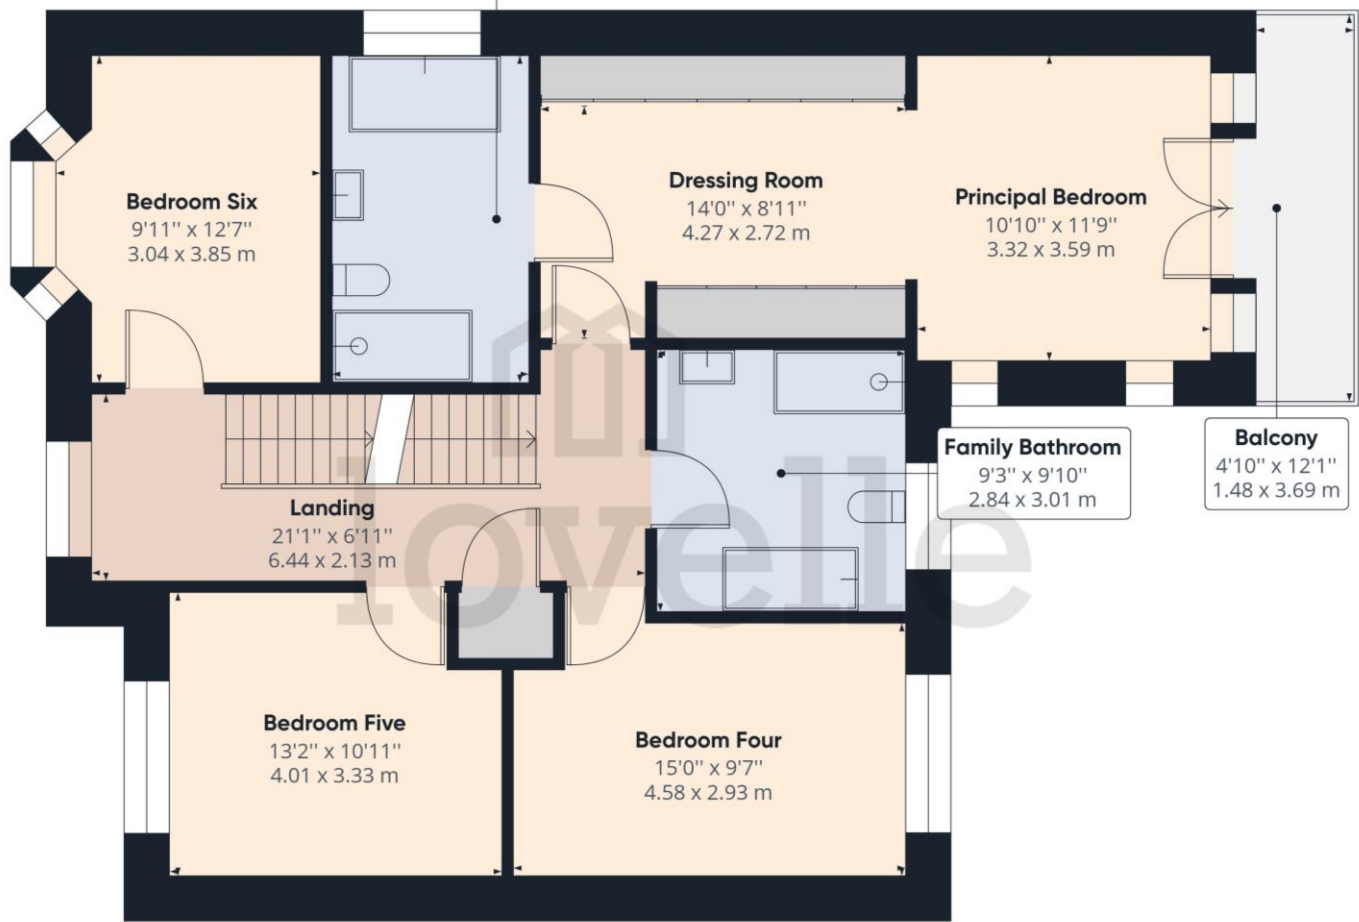 Bedroom Six
9'11'' x 12'7''
3.04 x 3.85 m
Dressing Room
14'0'' x 8'11''
4.27 x 2.72 m
Principal Bedroom
10'10'' x 11'9''
3.32 x 3.59 m
Family Bathroom
9'3'' x 9'10''
2.84 x 3.01 m
Balcony
4'10'' x 12'1''
1.48 x 3.69 m
Landing
21'1'' x 6'11''
6.44 x 2.13 m
lovelle
Bedroom Five
13'2'' x 10'11''
4.01 x 3.33 m
Bedroom Four
15'0'' x 9'7''
4.58 x 2.93 m